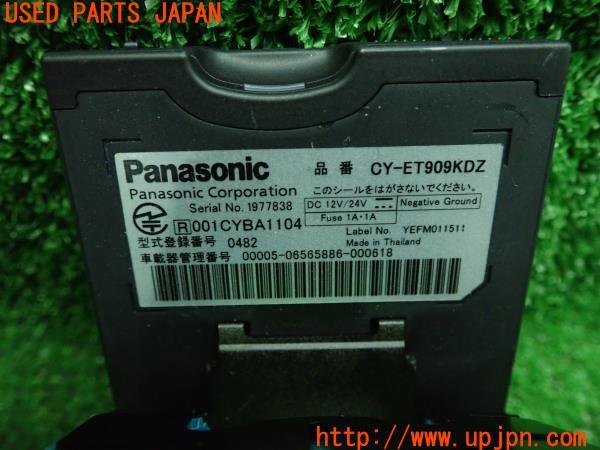 USED PARTS JAPAN
Panasonic 品番 CY-ET909KDZ
Panasonic Corporation このシールをはがさないでください。
Serial No. 1977838 DC 12V/24V Negative Ground
Fuse 1A・1A
R 001CYBA1104 Label No. YEFM011511
型式登録番号 0482 Made in Thailand
車載器管理番号 00005-06565886-000618
http://www.upjpn.com/